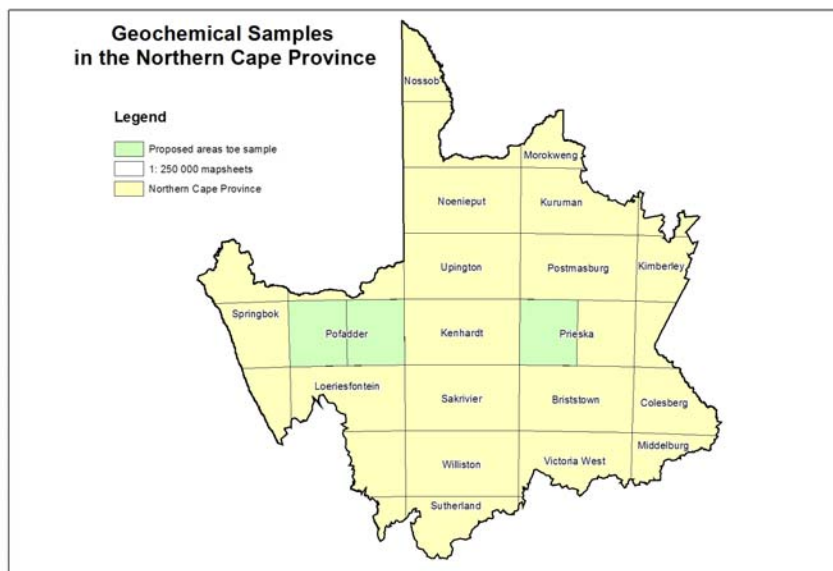 Geochemical Samples
in the Northern Cape Province
Legend
Proposed areas toe sample
1: 250 000 mapsheets
Northern Cape Province
Nossob
Morokweng
Noenieput
Kuruman
Upington
Postmasburg
Kimberley
Springbok
Pofadder
Kenhardt
Prieska
Loeriesfontein
Sakrivier
Briststown
Colesberg
Middelburg
Williston
Victoria West
Sutherland